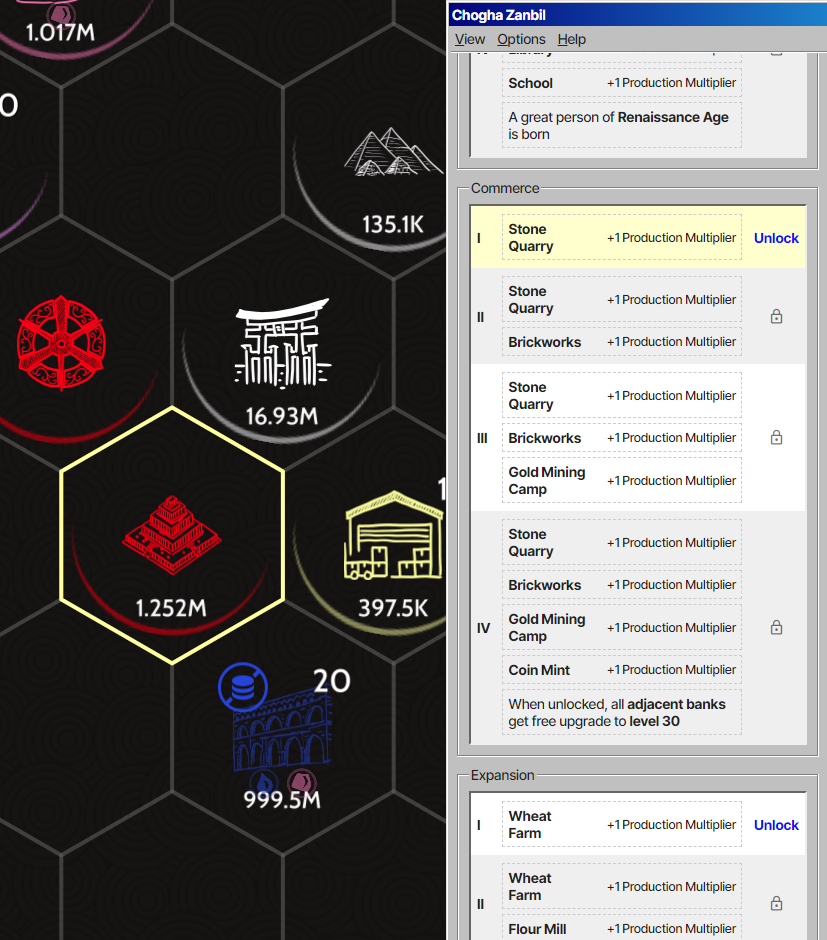 1.017M
0
135.1K
16.93M
1.252M
1
397.5K
20
999.5M
Chogha Zanbil
View Options Help
School +1 Production Multiplier
A great person of Renaissance Age
is born
Commerce
I Stone Quarry +1 Production Multiplier Unlock
II Stone Quarry +1 Production Multiplier
Brickworks +1 Production Multiplier
III Stone Quarry +1 Production Multiplier
Brickworks +1 Production Multiplier
Gold Mining Camp +1 Production Multiplier
IV Stone Quarry +1 Production Multiplier
Brickworks +1 Production Multiplier
Gold Mining Camp +1 Production Multiplier
Coin Mint +1 Production Multiplier
When unlocked, all adjacent banks
get free upgrade to level 30
Expansion
I Wheat Farm +1 Production Multiplier Unlock
II Wheat Farm +1 Production Multiplier
Flour Mill +1 Production Multiplier